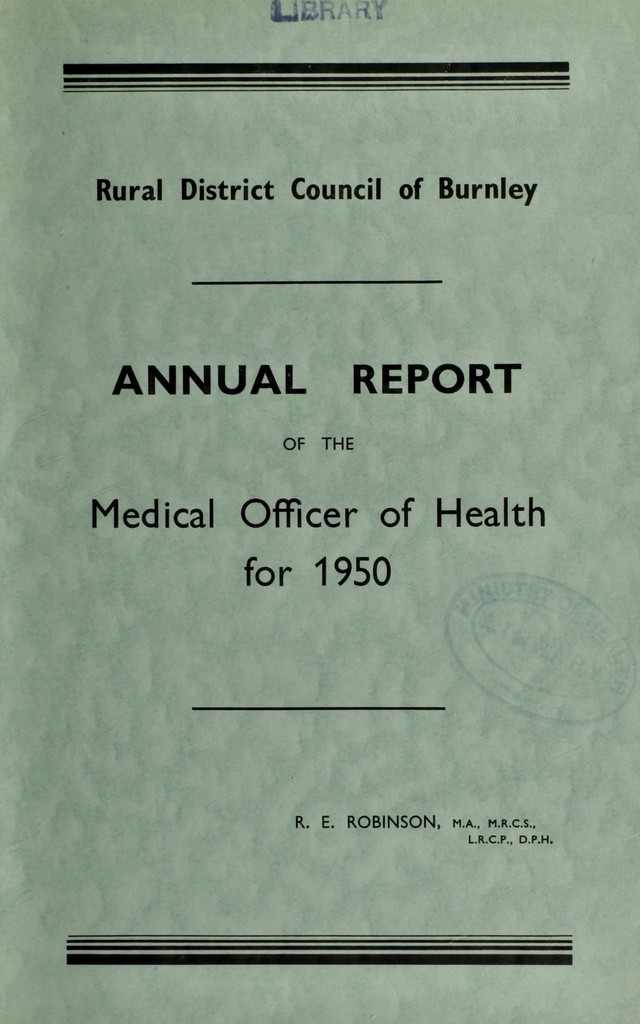 LIBRARY
Rural District Council of Burnley
ANNUAL REPORT
OF THE
Medical Officer of Health
for 1950
R. E. ROBINSON, M.A., M.R.C.S.,
L.R.C.P., D.P.H.